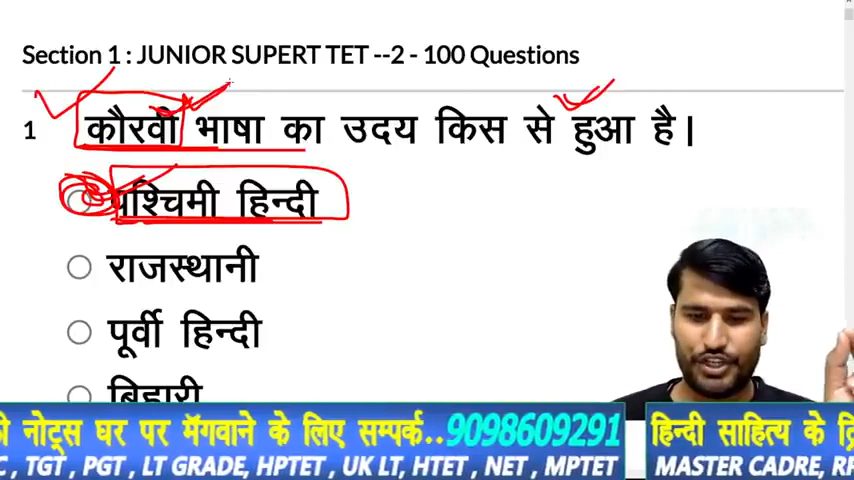 Section 1 : JUNIOR SUPERT TET --2 - 100 Questions
1 कौरवी भाषा का उदय किस से हुआ है।
पश्चिमी हिन्दी
राजस्थानी
पूर्वी हिन्दी
बिहारी
नोट्स घर पर मँगवाने के लिए सम्पर्क..9098609291 हिन्दी साहित्य के
TGT , PGT , LT GRADE, HPTET , UK LT, HTET , NET , MPTET MASTER CADRE,